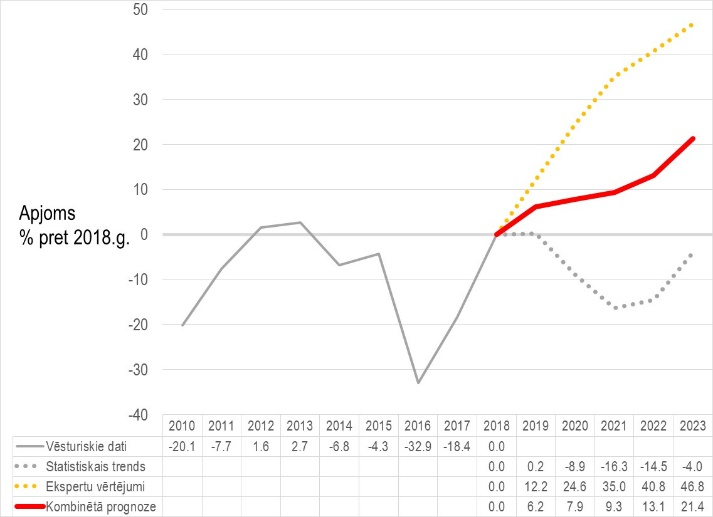 50
40
30
20
10
0
-10
-20
-30
-40
Apjoms
% pret 2018.g.
2010 2011 2012 2013 2014 2015 2016 2017 2018 2019 2020 2021 2022 2023
Vēsturiskie dati -20.1 -7.7 1.6 2.7 -6.8 -4.3 -32.9 -18.4 0.0
Statistiskais trends 0.0 0.2 -8.9 -16.3 -14.5 -4.0
Ekspertu vērtējumi 0.0 12.2 24.6 35.0 40.8 46.8
Kombinētā prognoze 0.0 6.2 7.9 9.3 13.1 21.4